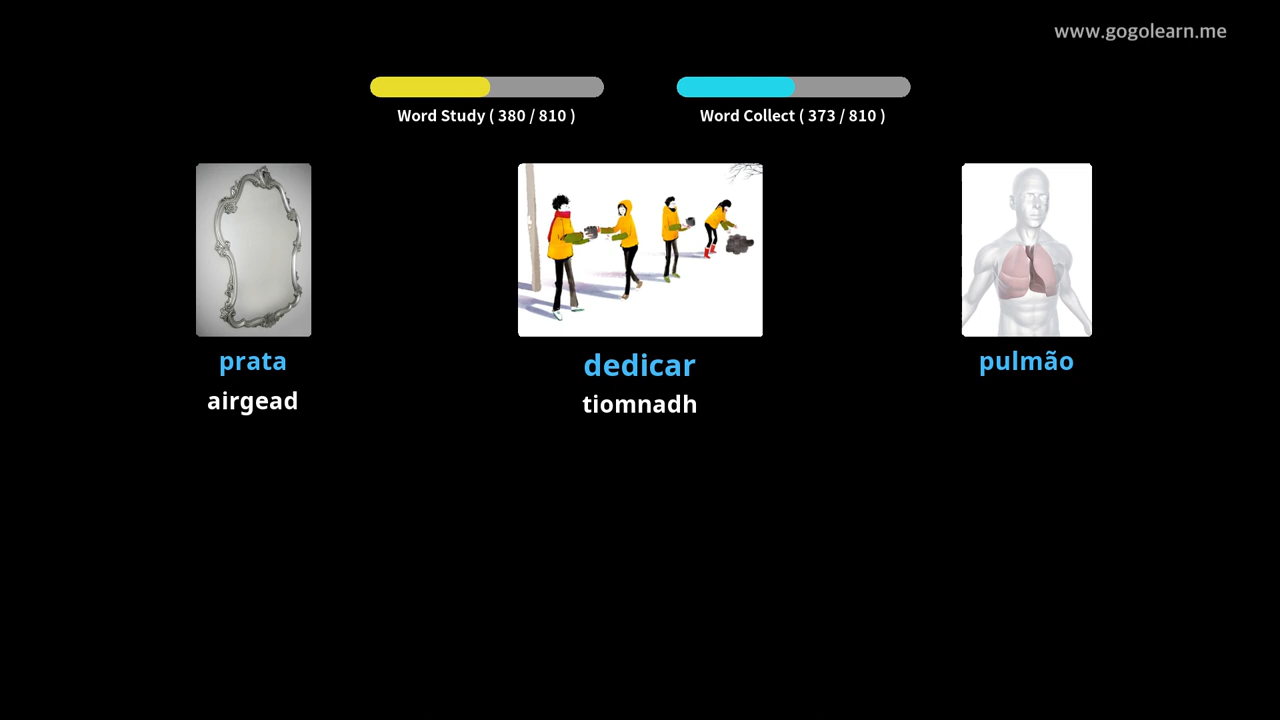 www.gogolearn.me
Word Study ( 380 / 810 )
Word Collect ( 373 / 810 )
prata
airgead
dedicar
tiomnadh
pulmão